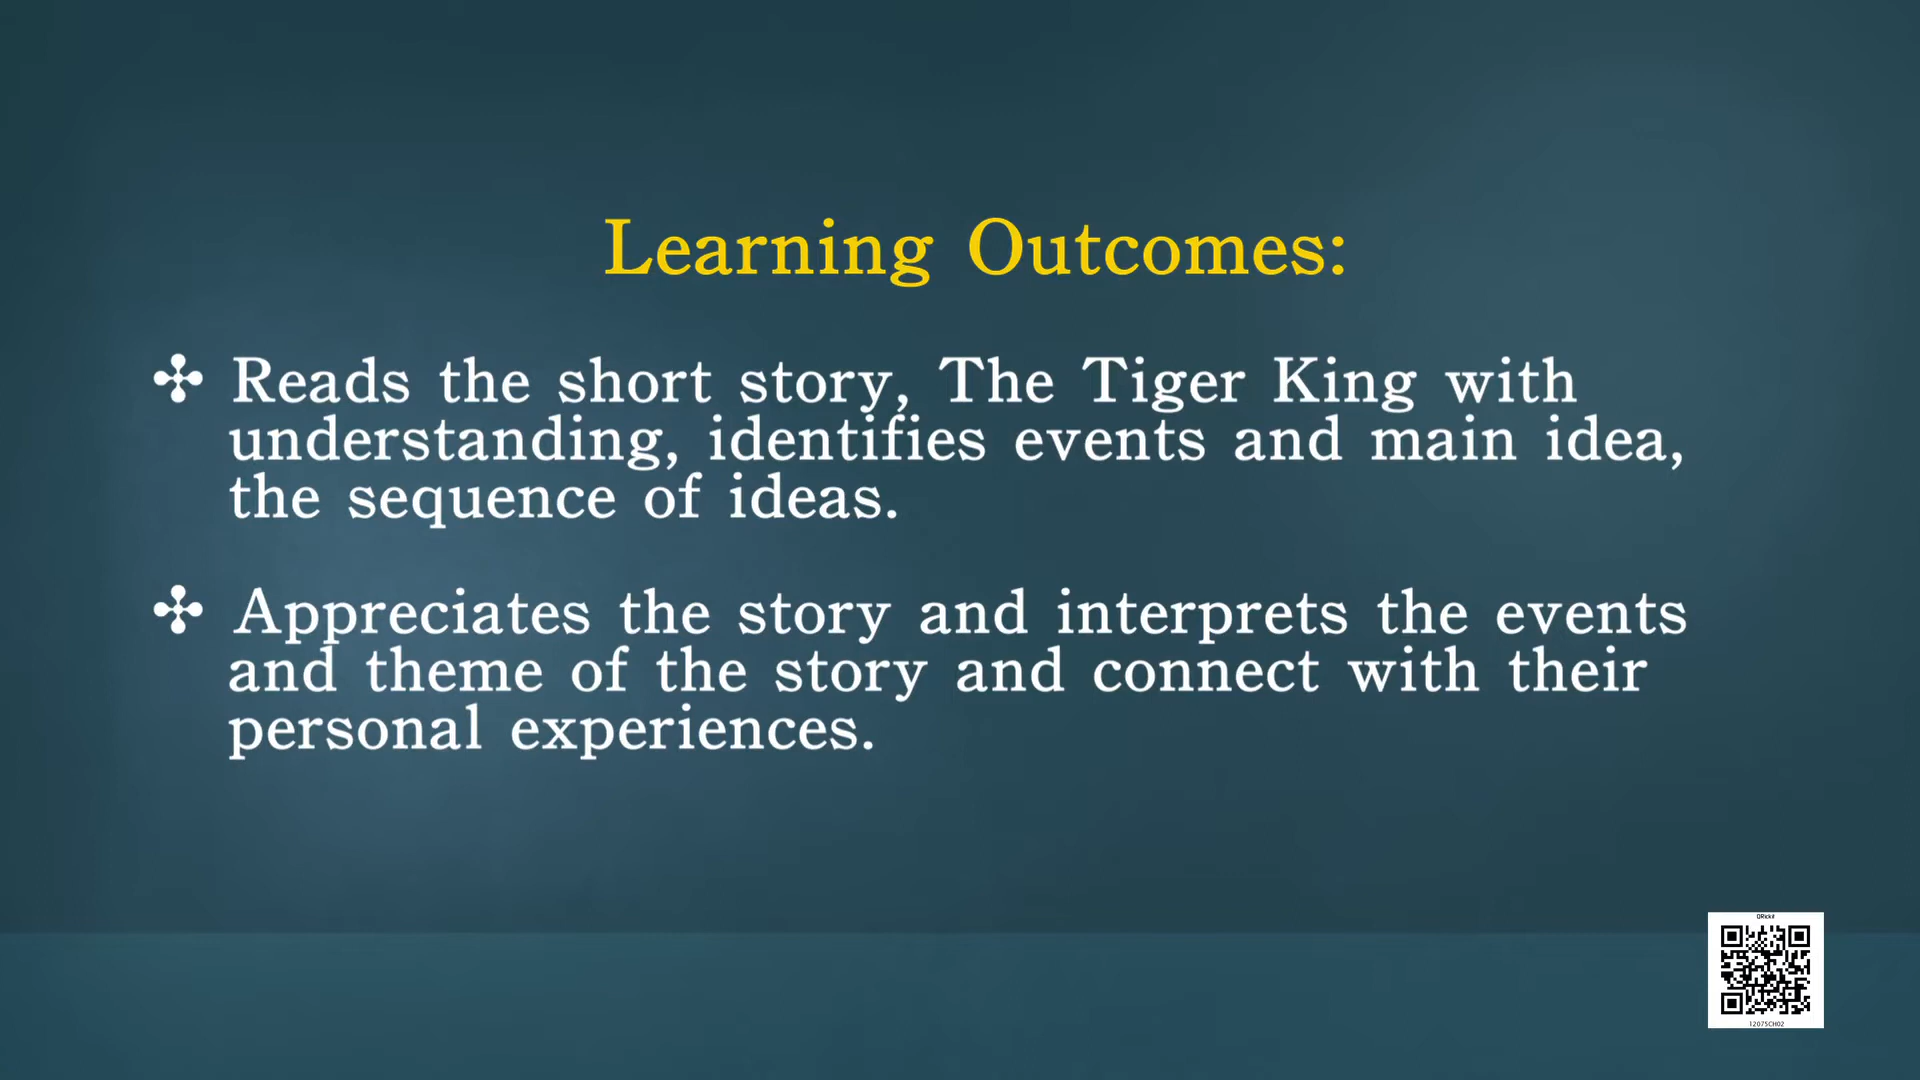 Learning Outcomes:
✣ Reads the short story, The Tiger King with
understanding, identifies events and main idea,
the sequence of ideas.
✣ Appreciates the story and interprets the events
and theme of the story and connect with their
personal experiences.
QRickit
12075CH02